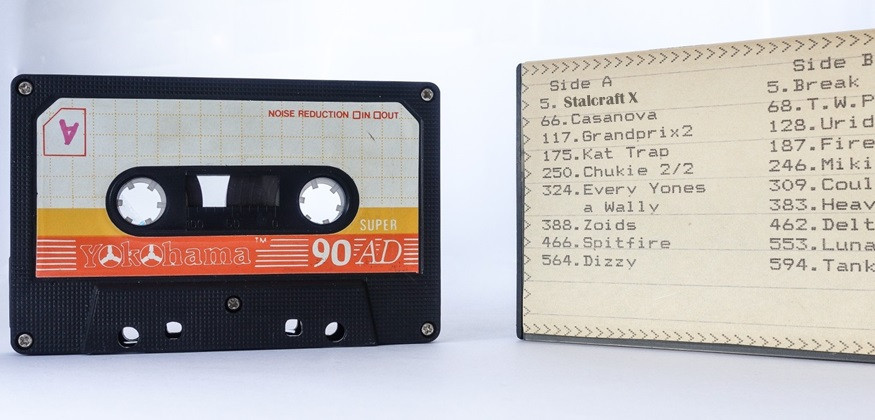 A
NOISE REDUCTION □IN □OUT
SUPER
Yokohama™
90 AD
Side A
5. Stalcraft X
66.Casanova
117.Grandprix2
175.Kat Trap
250.Chukie 2/2
324.Every Yones
a Wally
388.Zoids
466.Spitfire
564.Dizzy
Side B
5.Break
68.T.W.P
128.Urid
187.Fire
246.Miki
309.Coul
383.Heav
462.Delt
553.Luna
594.Tank